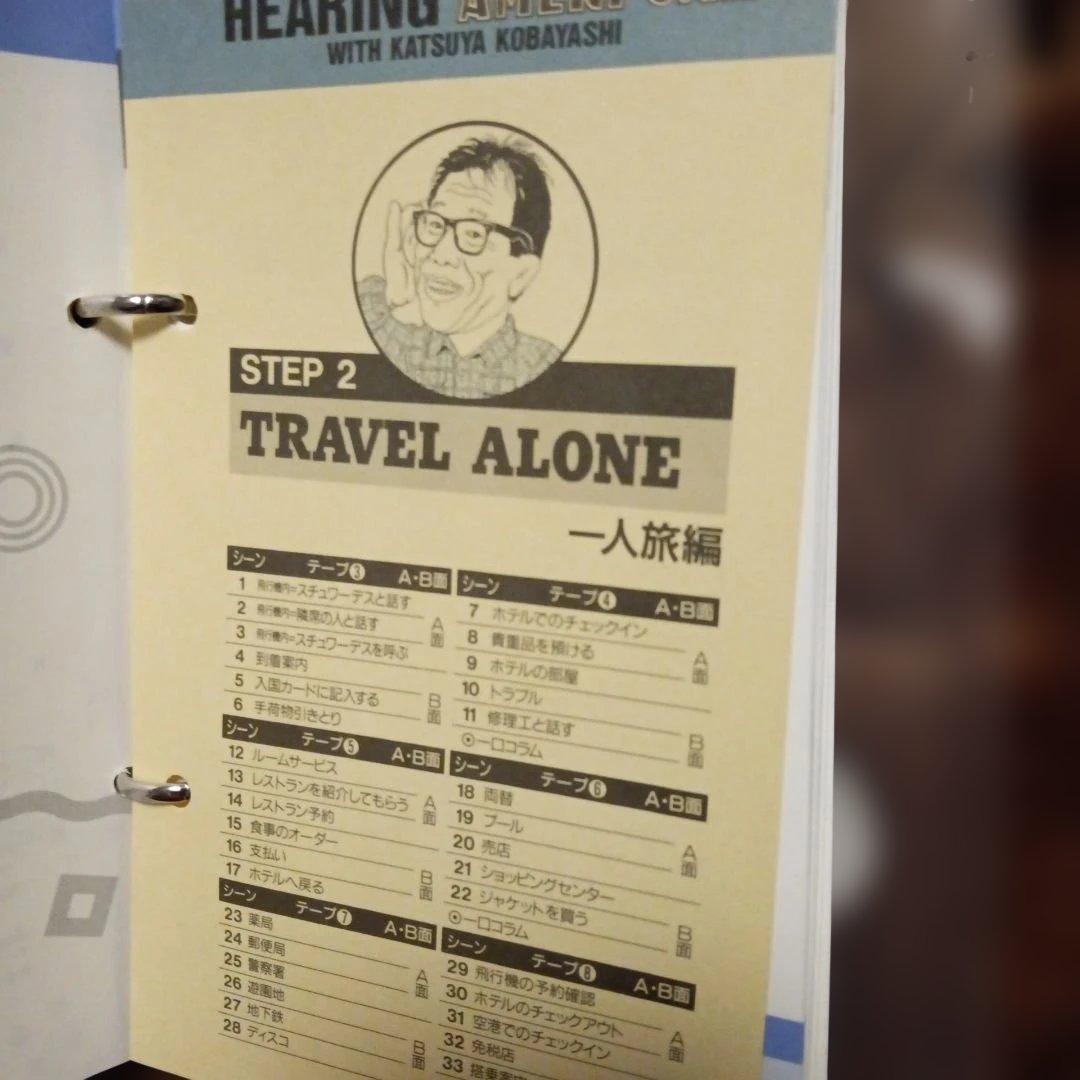 HEARING
WITH KATSUYA KOBAYASHI
STEP 2
TRAVEL ALONE
一人旅編
シーン テープ❸ A・B面
1 飛行機内=スチュワーデスと話す
2 飛行機内=隣席の人と話す
3 飛行機内=スチュワーデスを呼ぶ
A面
4 到着案内
5 入国カードに記入する
6 手荷物引きとり
B面
シーン テープ❹ A・B面
7 ホテルでのチェックイン
8 貴重品を預ける
9 ホテルの部屋
A面
10 トラブル
11 修理工と話す
⦿一口コラム
B面
シーン テープ❺ A・B面
12 ルームサービス
13 レストランを紹介してもらう
14 レストラン予約
A面
15 食事のオーダー
16 支払い
17 ホテルへ戻る
B面
シーン テープ❻ A・B面
18 両替
19 プール
20 売店
A面
21 ショッピングセンター
22 ジャケットを買う
⦿一口コラム
B面
シーン テープ❼ A・B面
23 薬局
24 郵便局
25 警察署
A面
26 遊園地
27 地下鉄
28 ディスコ
B面
シーン テープ❽ A・B面
29 飛行機の予約確認
30 ホテルのチェックアウト
31 空港でのチェックイン
A面
32 免税店
33